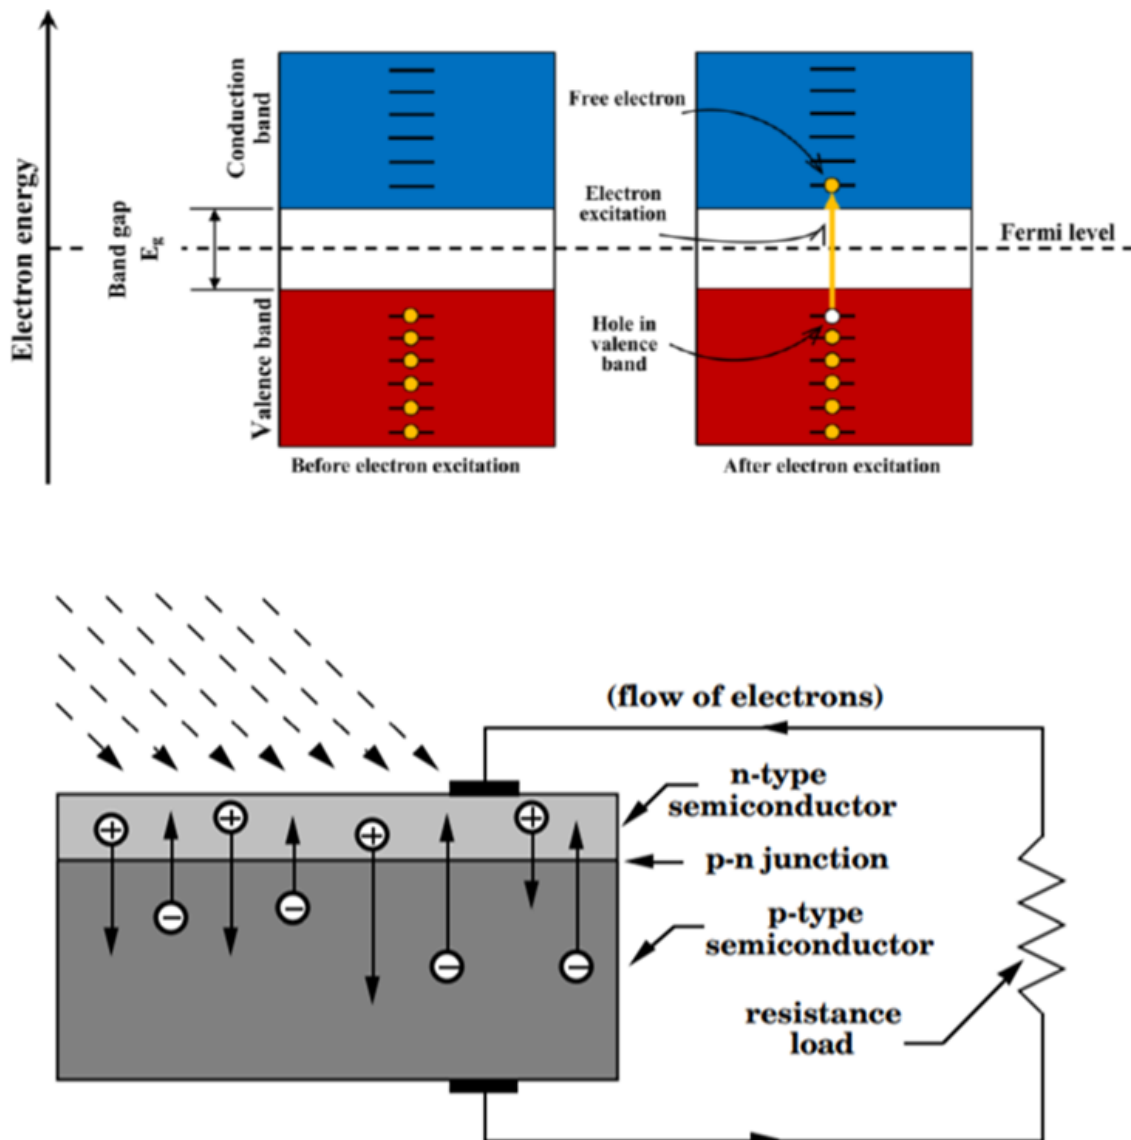 Electron energy
Band gap
E_g
Conduction
band
Valence band
Free electron
Electron
excitation
Fermi level
Hole in
valence
band
Before electron excitation
After electron excitation
(flow of electrons)
n-type
semiconductor
p-n junction
p-type
semiconductor
resistance
load
+
−
+
−
+
−
+
−